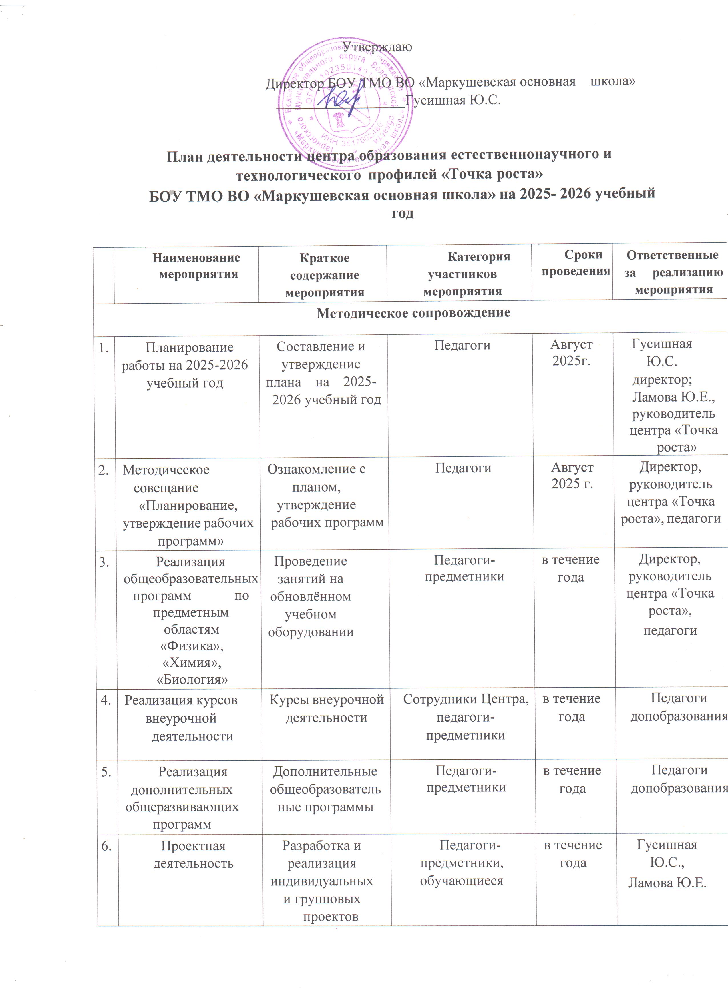 Утверждаю
Директор БОУ ТМО ВО «Маркушевская основная школа»
Гусишная Ю.С.
План деятельности центра образования естественнонаучного и
технологического профилей «Точка роста»
БОУ ТМО ВО «Маркушевская основная школа» на 2025- 2026 учебный
год
Наименование
мероприятия
Краткое
содержание
мероприятия
Категория
участников
мероприятия
Сроки
проведения
Ответственные
за реализацию
мероприятия
Методическое сопровождение
1.
Планирование
работы на 2025-2026
учебный год
Составление и
утверждение
плана на 2025-
2026 учебный год
Педагоги
Август
2025г.
Гусишная
Ю.С.
директор;
Ламова Ю.Е.,
руководитель
центра «Точка
роста»
2.
Методическое
совещание
«Планирование,
утверждение рабочих
программ»
Ознакомление с
планом,
утверждение
рабочих программ
Педагоги
Август
2025 г.
Директор,
руководитель
центра «Точка
роста», педагоги
3.
Реализация
общеобразовательных
программ по
предметным
областям
«Физика»,
«Химия»,
«Биология»
Проведение
занятий на
обновлённом
учебном
оборудовании
Педагоги-
предметники
в течение
года
Директор,
руководитель
центра «Точка
роста»,
педагоги
4.
Реализация курсов
внеурочной
деятельности
Курсы внеурочной
деятельности
Сотрудники Центра,
педагоги-
предметники
в течение
года
Педагоги
допобразования
5.
Реализация
дополнительных
общеразвивающих
программ
Дополнительные
общеобразователь
ные программы
Педагоги-
предметники
в течение
года
Педагоги
допобразования
6.
Проектная
деятельность
Разработка и
реализация
индивидуальных
и групповых
проектов
Педагоги-
предметники,
обучающиеся
в течение
года
Гусишная
Ю.С.,
Ламова Ю.Е.